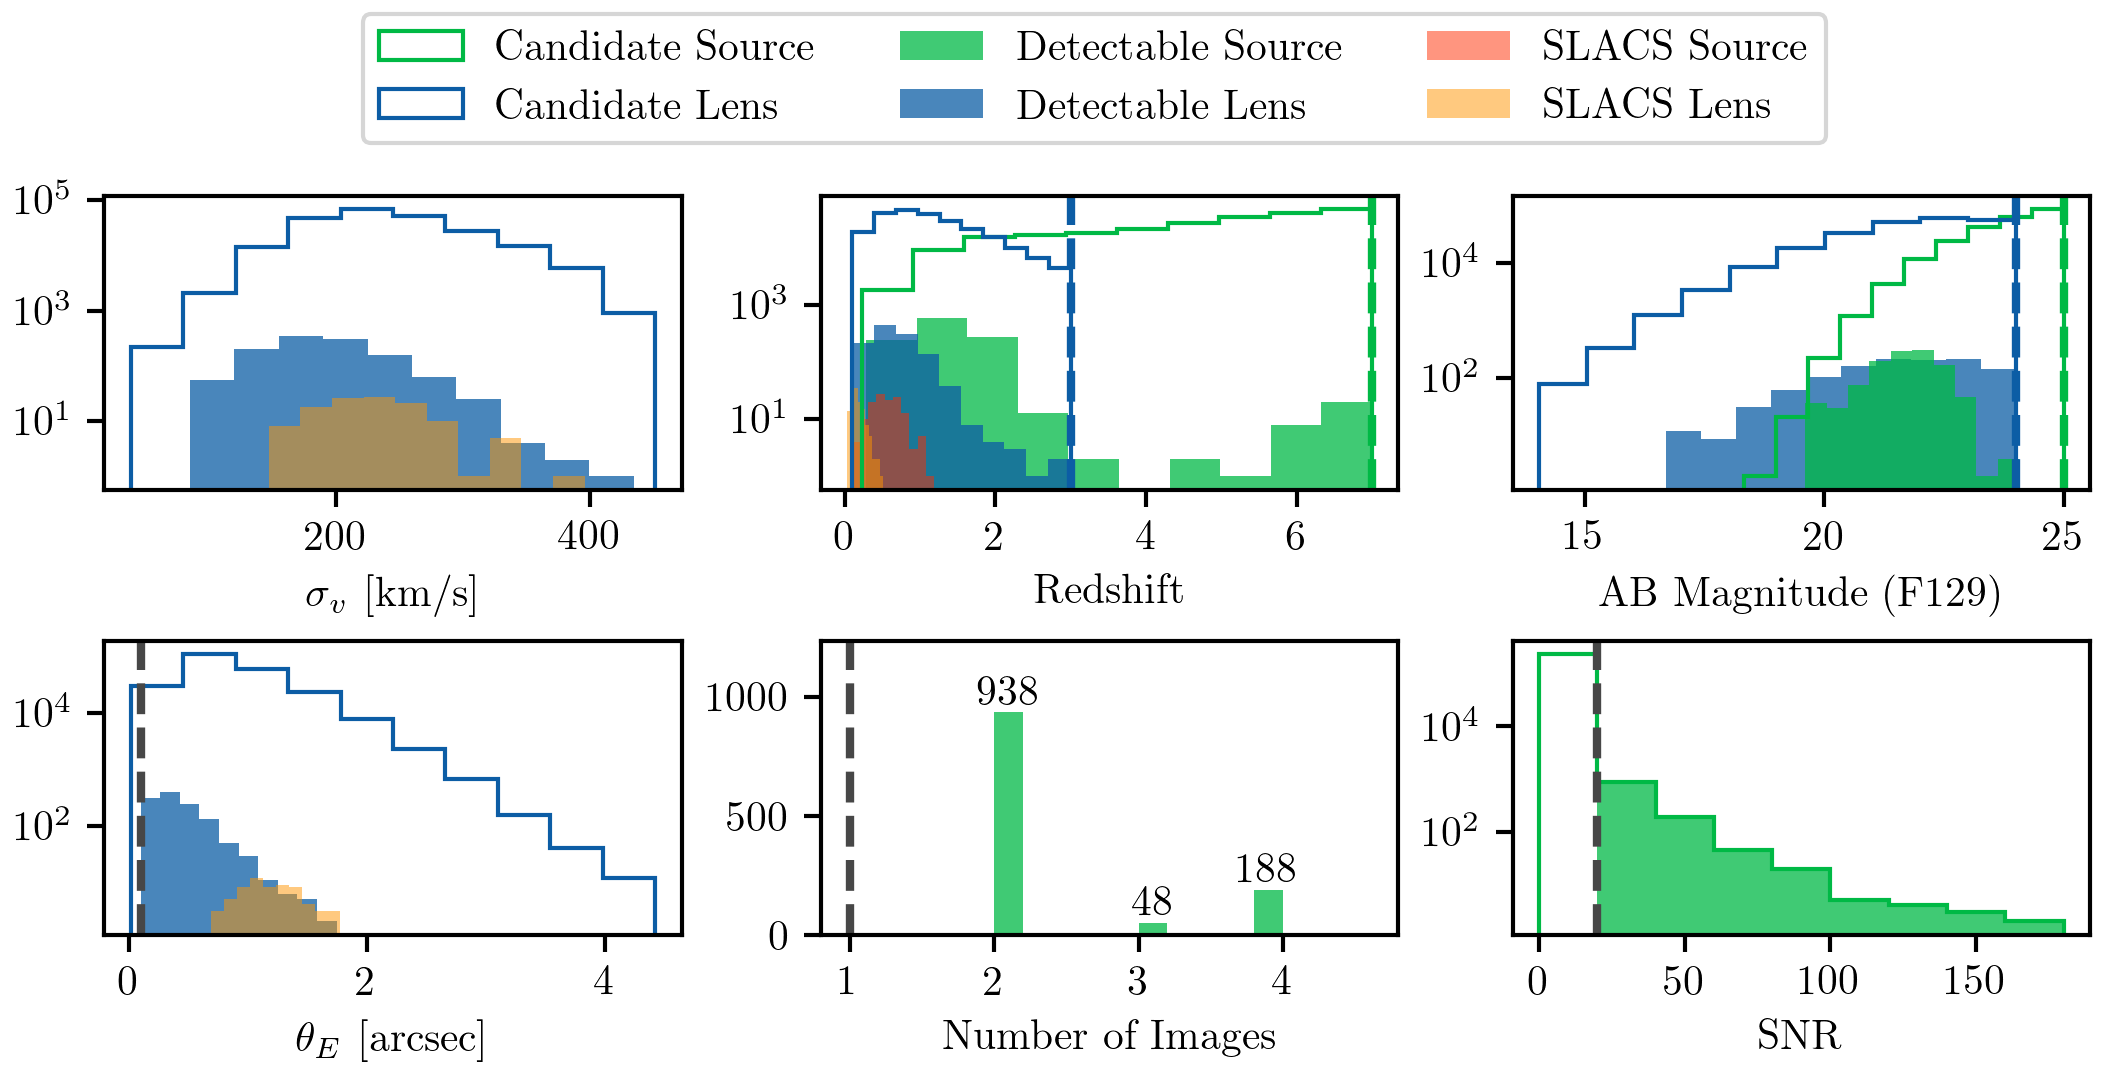 Candidate Source Detectable Source SLACS Source
Candidate Lens Detectable Lens SLACS Lens
10^5
10^3
10^1
200 400
σ_v [km/s]
10^3
10^1
0 2 4 6
Redshift
10^4
10^2
15 20 25
AB Magnitude (F129)
10^4
10^2
0 2 4
θ_E [arcsec]
1000
500
0
938
48
188
1 2 3 4
Number of Images
10^4
10^2
0 50 100 150
SNR